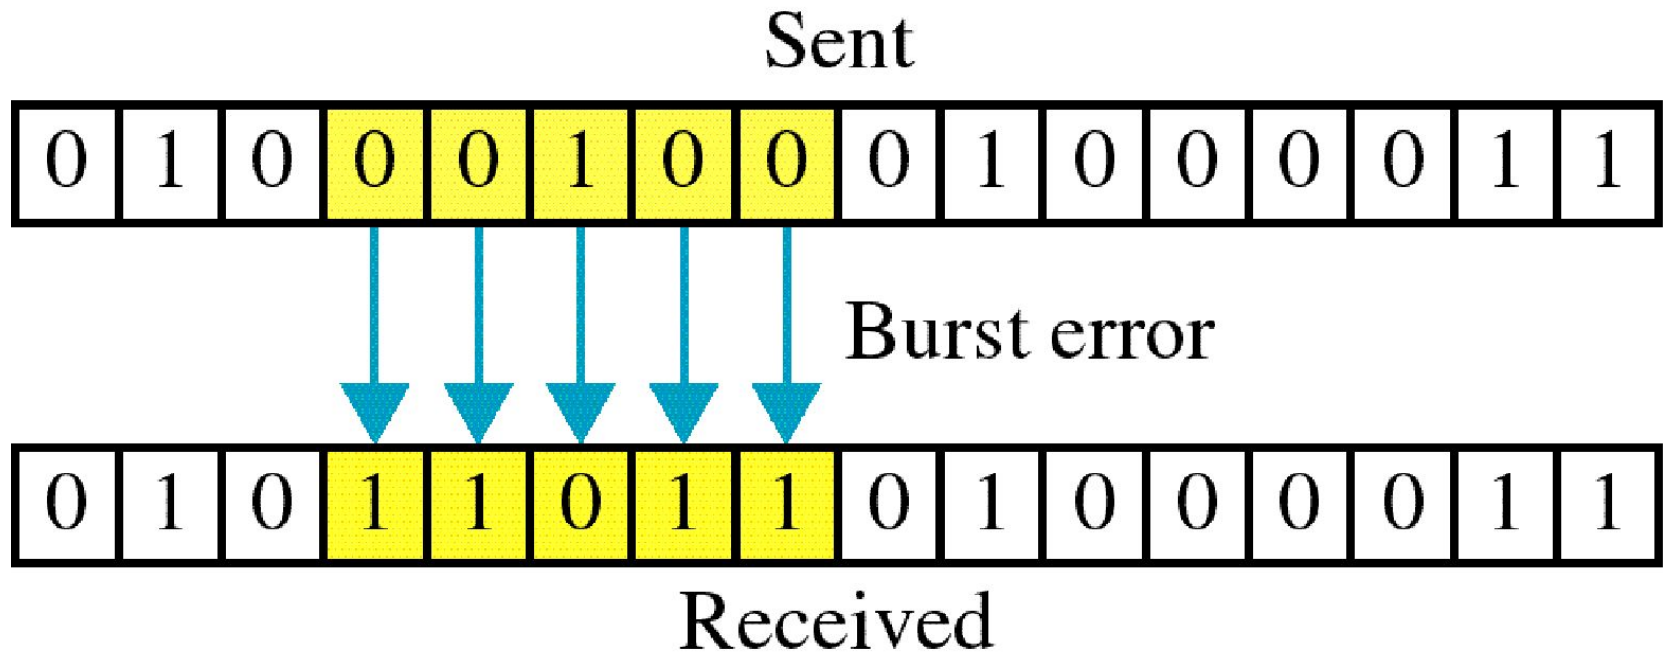 Sent
0 1 0 0 0 1 0 0 0 1 0 0 0 0 1 1
Burst error
0 1 0 1 1 0 1 1 0 1 0 0 0 0 1 1
Received